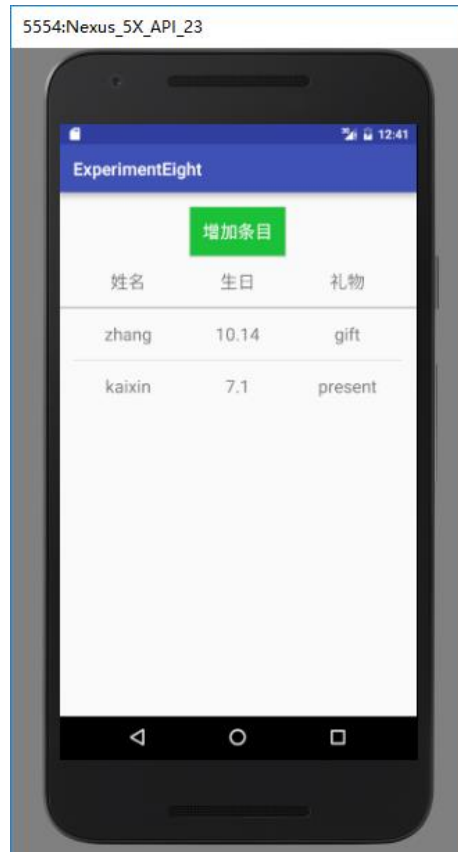 5554:Nexus_5X_API_23
12:41
ExperimentEight
增加条目
姓名 生日 礼物
zhang 10.14 gift
kaixin 7.1 present